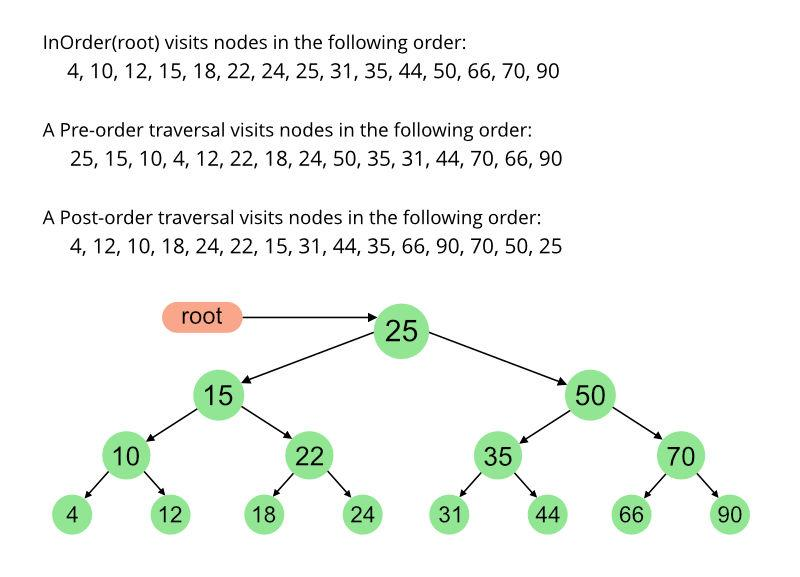 InOrder(root) visits nodes in the following order:
4, 10, 12, 15, 18, 22, 24, 25, 31, 35, 44, 50, 66, 70, 90
A Pre-order traversal visits nodes in the following order:
25, 15, 10, 4, 12, 22, 18, 24, 50, 35, 31, 44, 70, 66, 90
A Post-order traversal visits nodes in the following order:
4, 12, 10, 18, 24, 22, 15, 31, 44, 35, 66, 90, 70, 50, 25
root
25
15 50
10 22 35 70
4 12 18 24 31 44 66 90